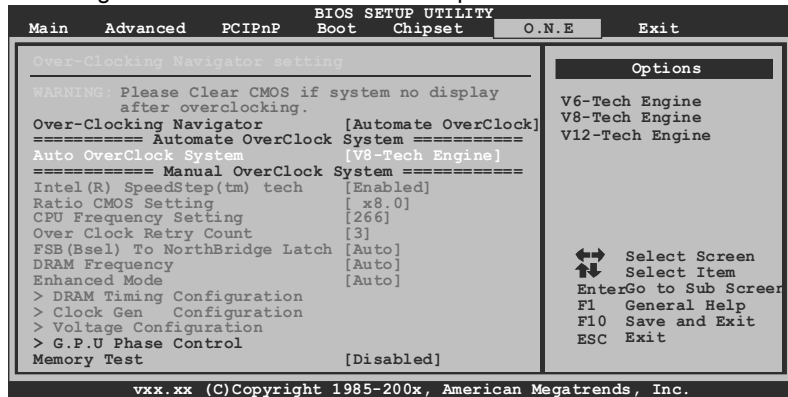 BIOS SETUP UTILITY
Main Advanced PCIPnP Boot Chipset O.N.E Exit
Over-Clocking Navigator setting
WARNING: Please Clear CMOS if system no display
after overclocking.
Over-Clocking Navigator [Automate OverClock]
=========== Automate OverClock System ===========
Auto OverClock System [V8-Tech Engine]
============ Manual OverClock System ============
Intel(R) SpeedStep(tm) tech [Enabled]
Ratio CMOS Setting [ x8.0]
CPU Frequency Setting [266]
Over Clock Retry Count [3]
FSB(Bsel) To NorthBridge Latch [Auto]
DRAM Frequency [Auto]
Enhanced Mode [Auto]
> DRAM Timing Configuration
> Clock Gen Configuration
> Voltage Configuration
> G.P.U Phase Control
Memory Test [Disabled]
Options
V6-Tech Engine
V8-Tech Engine
V12-Tech Engine
Select Screen
Select Item
Enter Go to Sub Screen
F1 General Help
F10 Save and Exit
ESC Exit
vxx.xx (C)Copyright 1985-200x, American Megatrends, Inc.